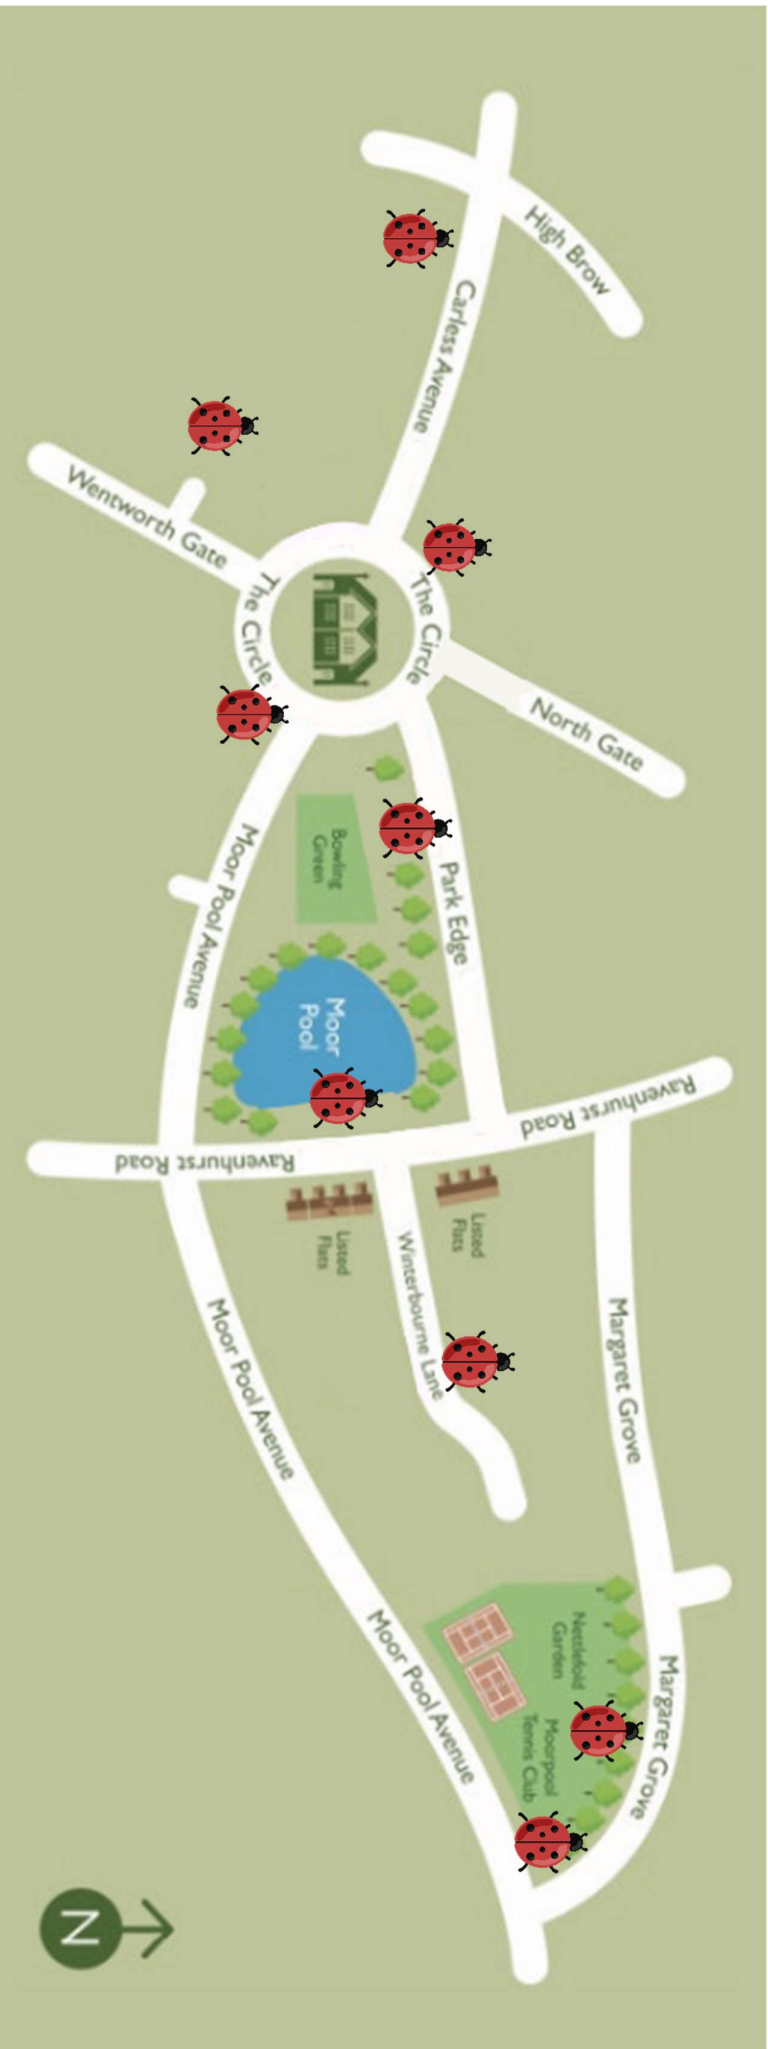 High Brow
Carless Avenue
Wentworth Gate
The Circle
The Circle
North Gate
Moor Pool Avenue
Bowling
Green
Park Edge
Moor
Pool
Ravenhurst Road
Ravenhurst Road
Listed
Flats
Listed
Flats
Winterbourne Lane
Margaret Grove
Moor Pool Avenue
Nettlefold
Garden
Moorpool
Tennis Club
Margaret Grove
Moor Pool Avenue
N